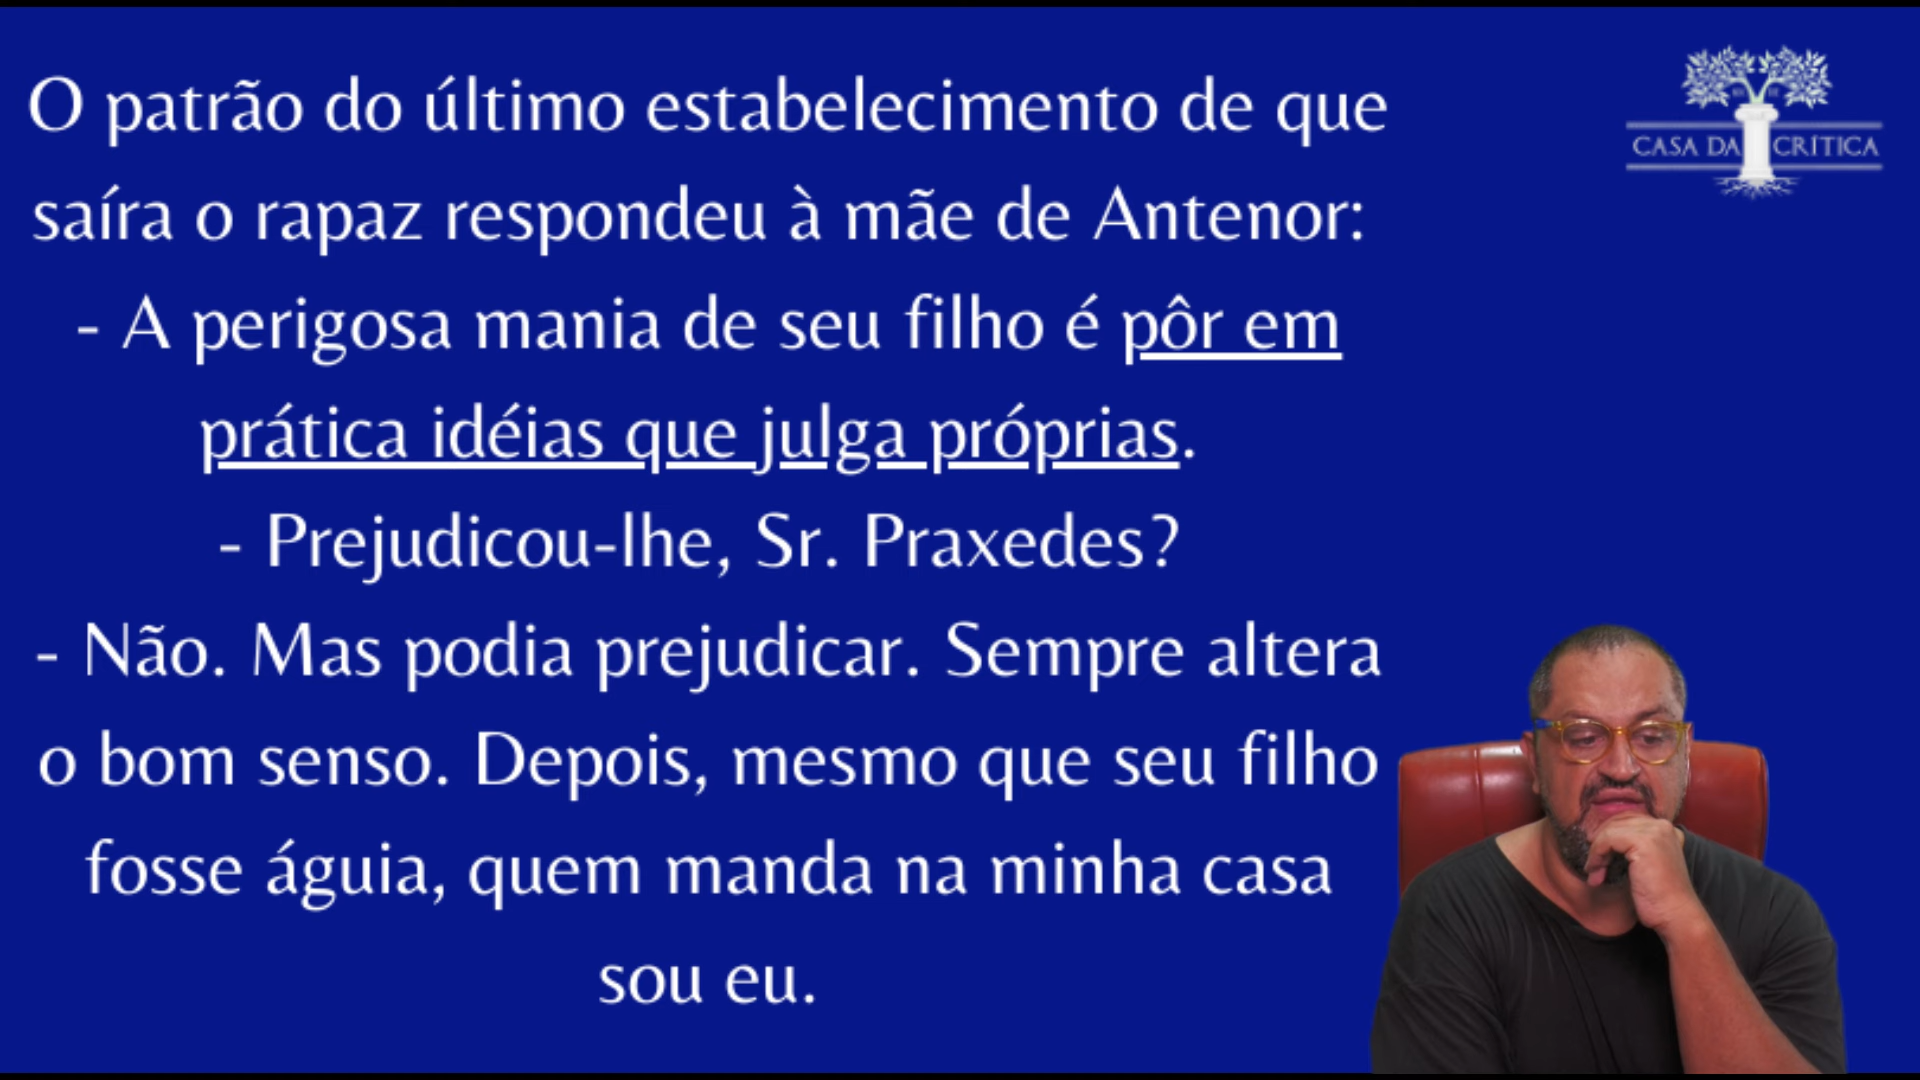 O patrão do último estabelecimento de que
saíra o rapaz respondeu à mãe de Antenor:
- A perigosa mania de seu filho é pôr em
prática idéias que julga próprias.
- Prejudicou-lhe, Sr. Praxedes?
- Não. Mas podia prejudicar. Sempre altera
o bom senso. Depois, mesmo que seu filho
fosse águia, quem manda na minha casa
sou eu.
CASA DA CRÍTICA